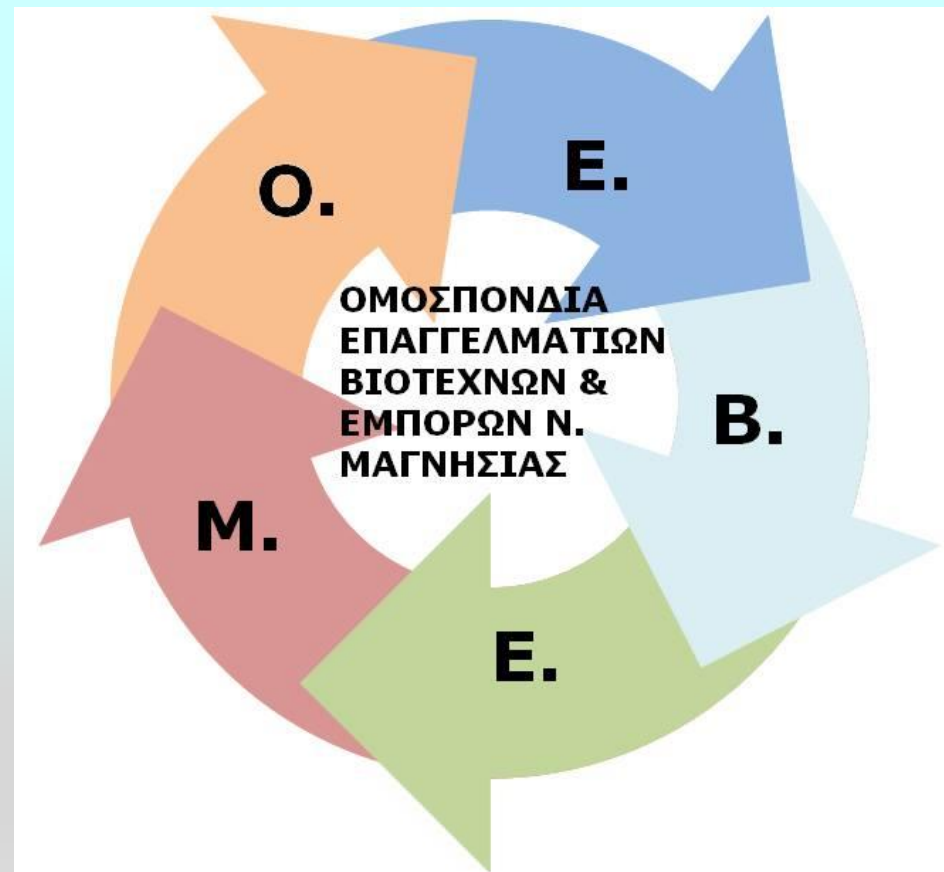 Ο.
Ε.
Β.
Ε.
Μ.
ΟΜΟΣΠΟΝΔΙΑ
ΕΠΑΓΓΕΛΜΑΤΙΩΝ
ΒΙΟΤΕΧΝΩΝ &
ΕΜΠΟΡΩΝ Ν.
ΜΑΓΝΗΣΙΑΣ